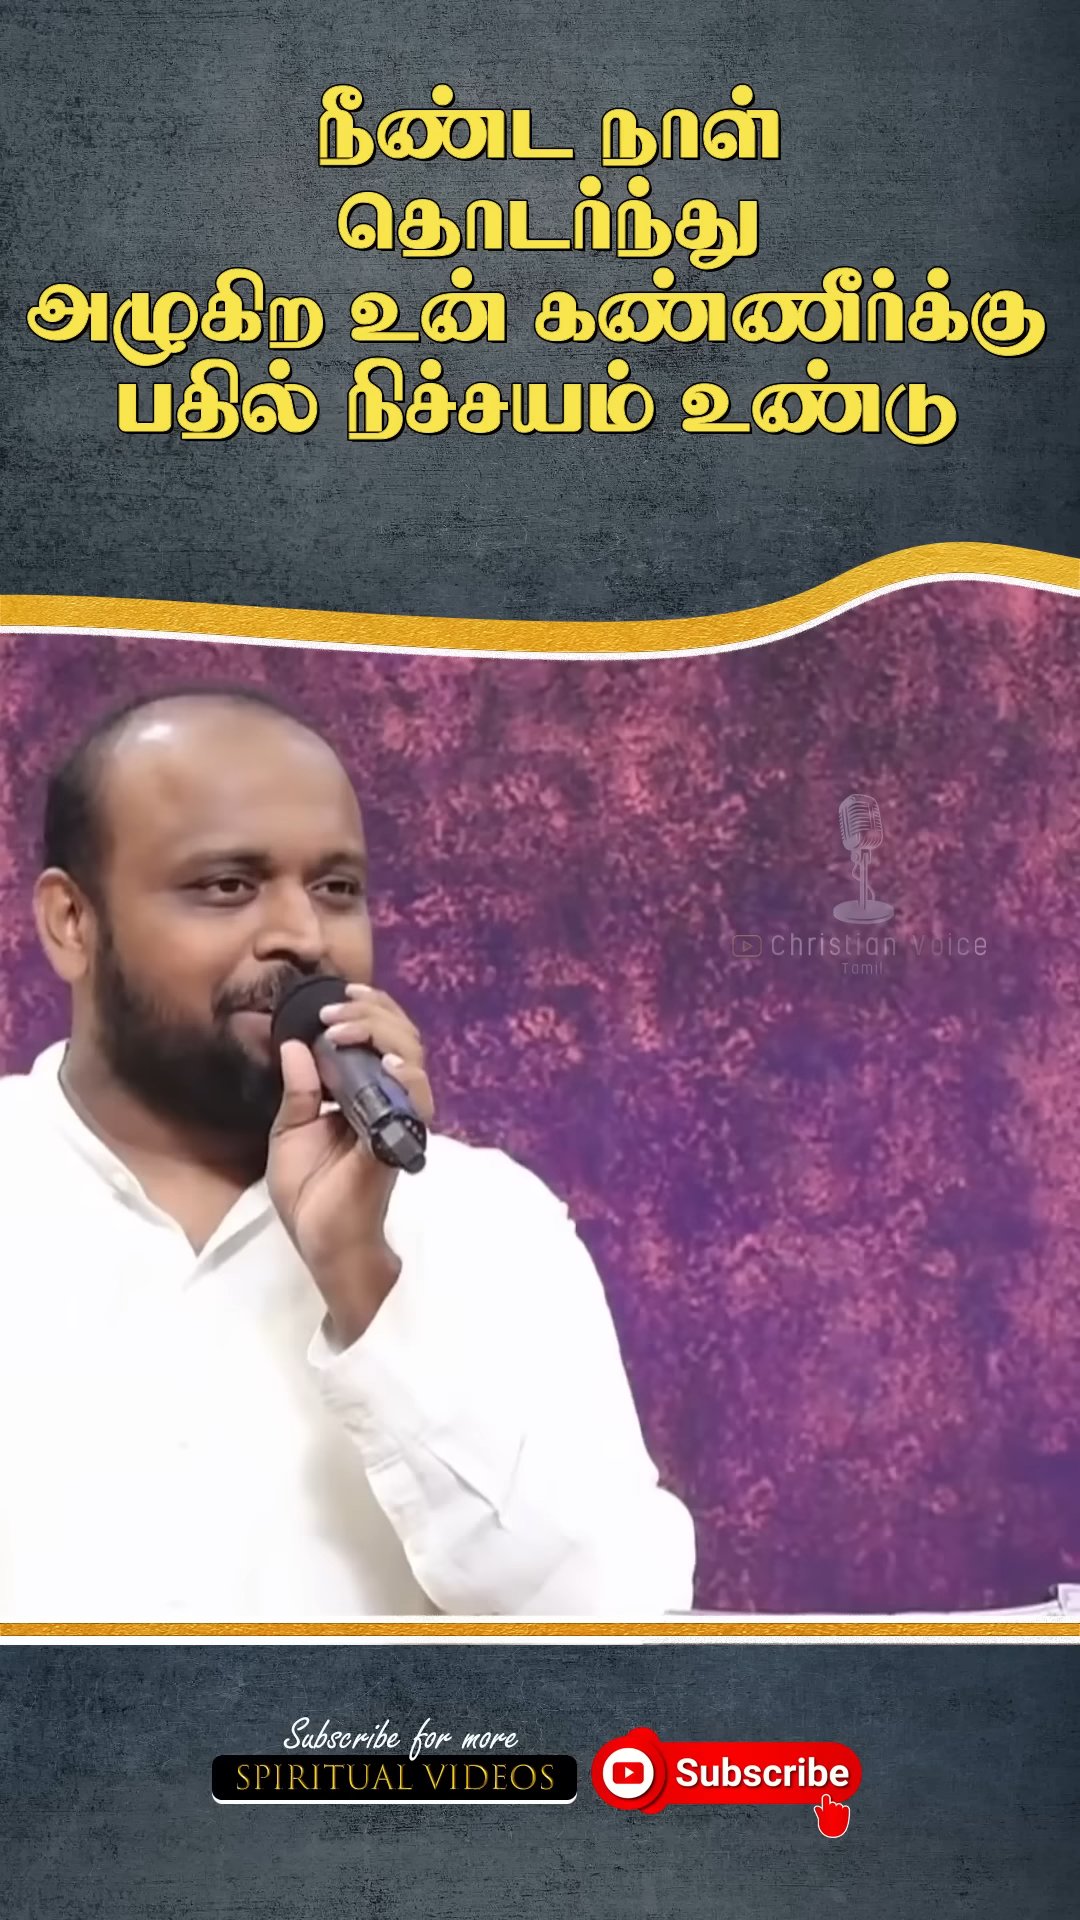 நீண்ட நாள்
தொடர்ந்து
அழுகிற உன் கண்ணீர்க்கு
பதில் நிச்சயம் உண்டு
Christian Voice
Tamil
Subscribe for more
SPIRITUAL VIDEOS
Subscribe